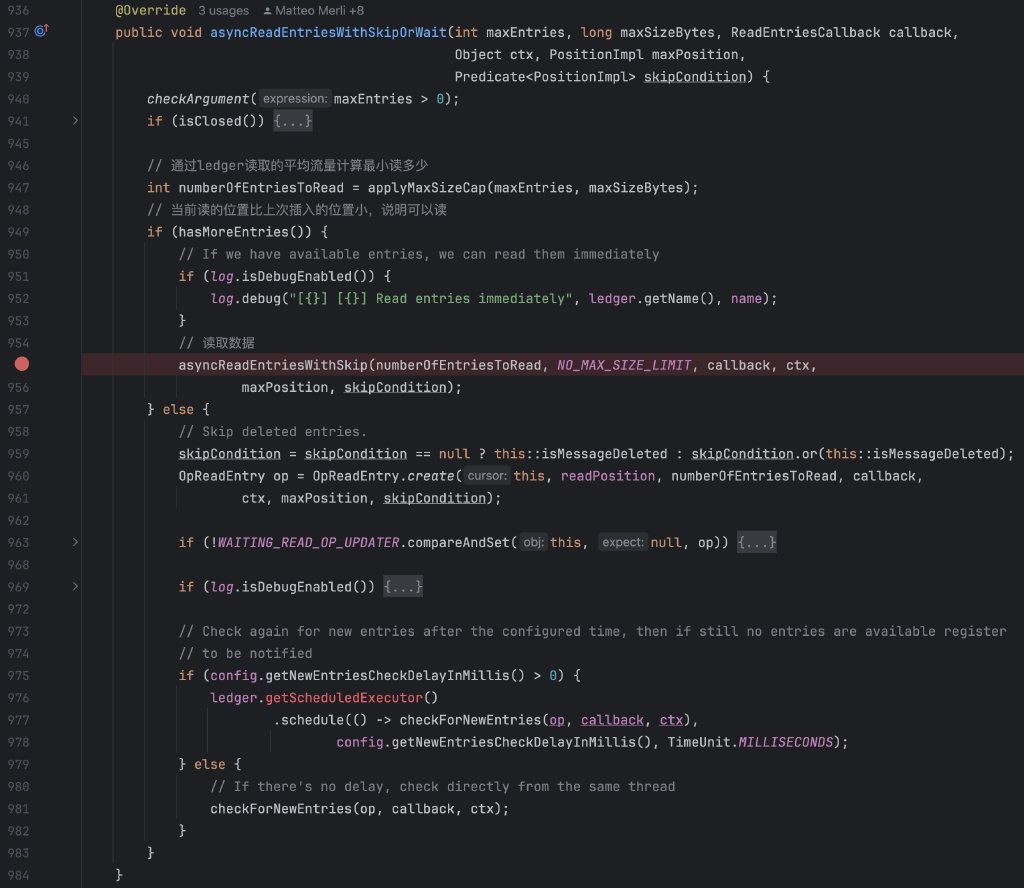 936 @Override 3 usages Matteo Merli +8
937 public void asyncReadEntriesWithSkipOrWait(int maxEntries, long maxSizeBytes, ReadEntriesCallback callback,
938 Object ctx, PositionImpl maxPosition,
939 Predicate<PositionImpl> skipCondition) {
940 checkArgument( expression: maxEntries > 0);
941 if (isClosed()) {...}
945
946 // 通过ledger读取的平均流量计算最小读多少
947 int numberOfEntriesToRead = applyMaxSizeCap(maxEntries, maxSizeBytes);
948 // 当前读的位置比上次插入的位置小，说明可以读
949 if (hasMoreEntries()) {
950 // If we have available entries, we can read them immediately
951 if (log.isDebugEnabled()) {
952 log.debug("[{}] [{}] Read entries immediately", ledger.getName(), name);
953 }
954 // 读取数据
asyncReadEntriesWithSkip(numberOfEntriesToRead, NO_MAX_SIZE_LIMIT, callback, ctx,
956 maxPosition, skipCondition);
957 } else {
958 // Skip deleted entries.
959 skipCondition = skipCondition == null ? this::isMessageDeleted : skipCondition.or(this::isMessageDeleted);
960 OpReadEntry op = OpReadEntry.create( cursor: this, readPosition, numberOfEntriesToRead, callback,
961 ctx, maxPosition, skipCondition);
962
963 if (!WAITING_READ_OP_UPDATER.compareAndSet( obj: this, expect: null, op)) {...}
968
969 if (log.isDebugEnabled()) {...}
972
973 // Check again for new entries after the configured time, then if still no entries are available register
974 // to be notified
975 if (config.getNewEntriesCheckDelayInMillis() > 0) {
976 ledger.getScheduledExecutor()
977 .schedule(() -> checkForNewEntries(op, callback, ctx),
978 config.getNewEntriesCheckDelayInMillis(), TimeUnit.MILLISECONDS);
979 } else {
980 // If there's no delay, check directly from the same thread
981 checkForNewEntries(op, callback, ctx);
982 }
983 }
984 }